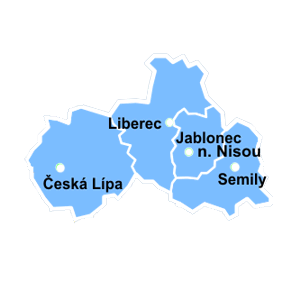 Liberec
Jablonec
n. Nisou
Semily
Česká Lípa